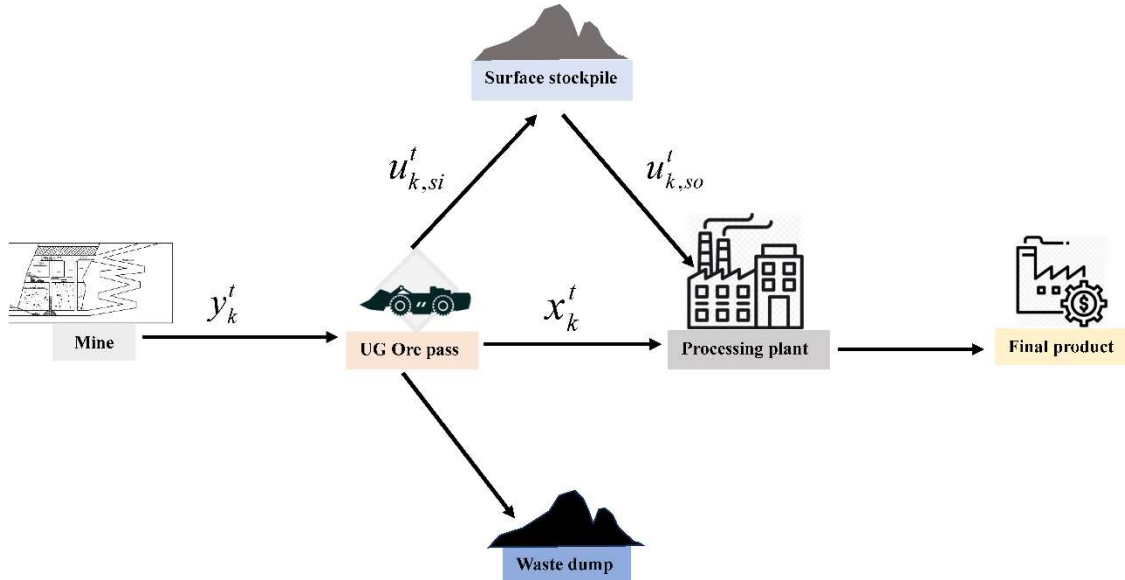 Surface stockpile
u^t_{k,si}
u^t_{k,so}
y^t_k
x^t_k
Mine
UG Ore pass
Processing plant
$
Final product
Waste dump